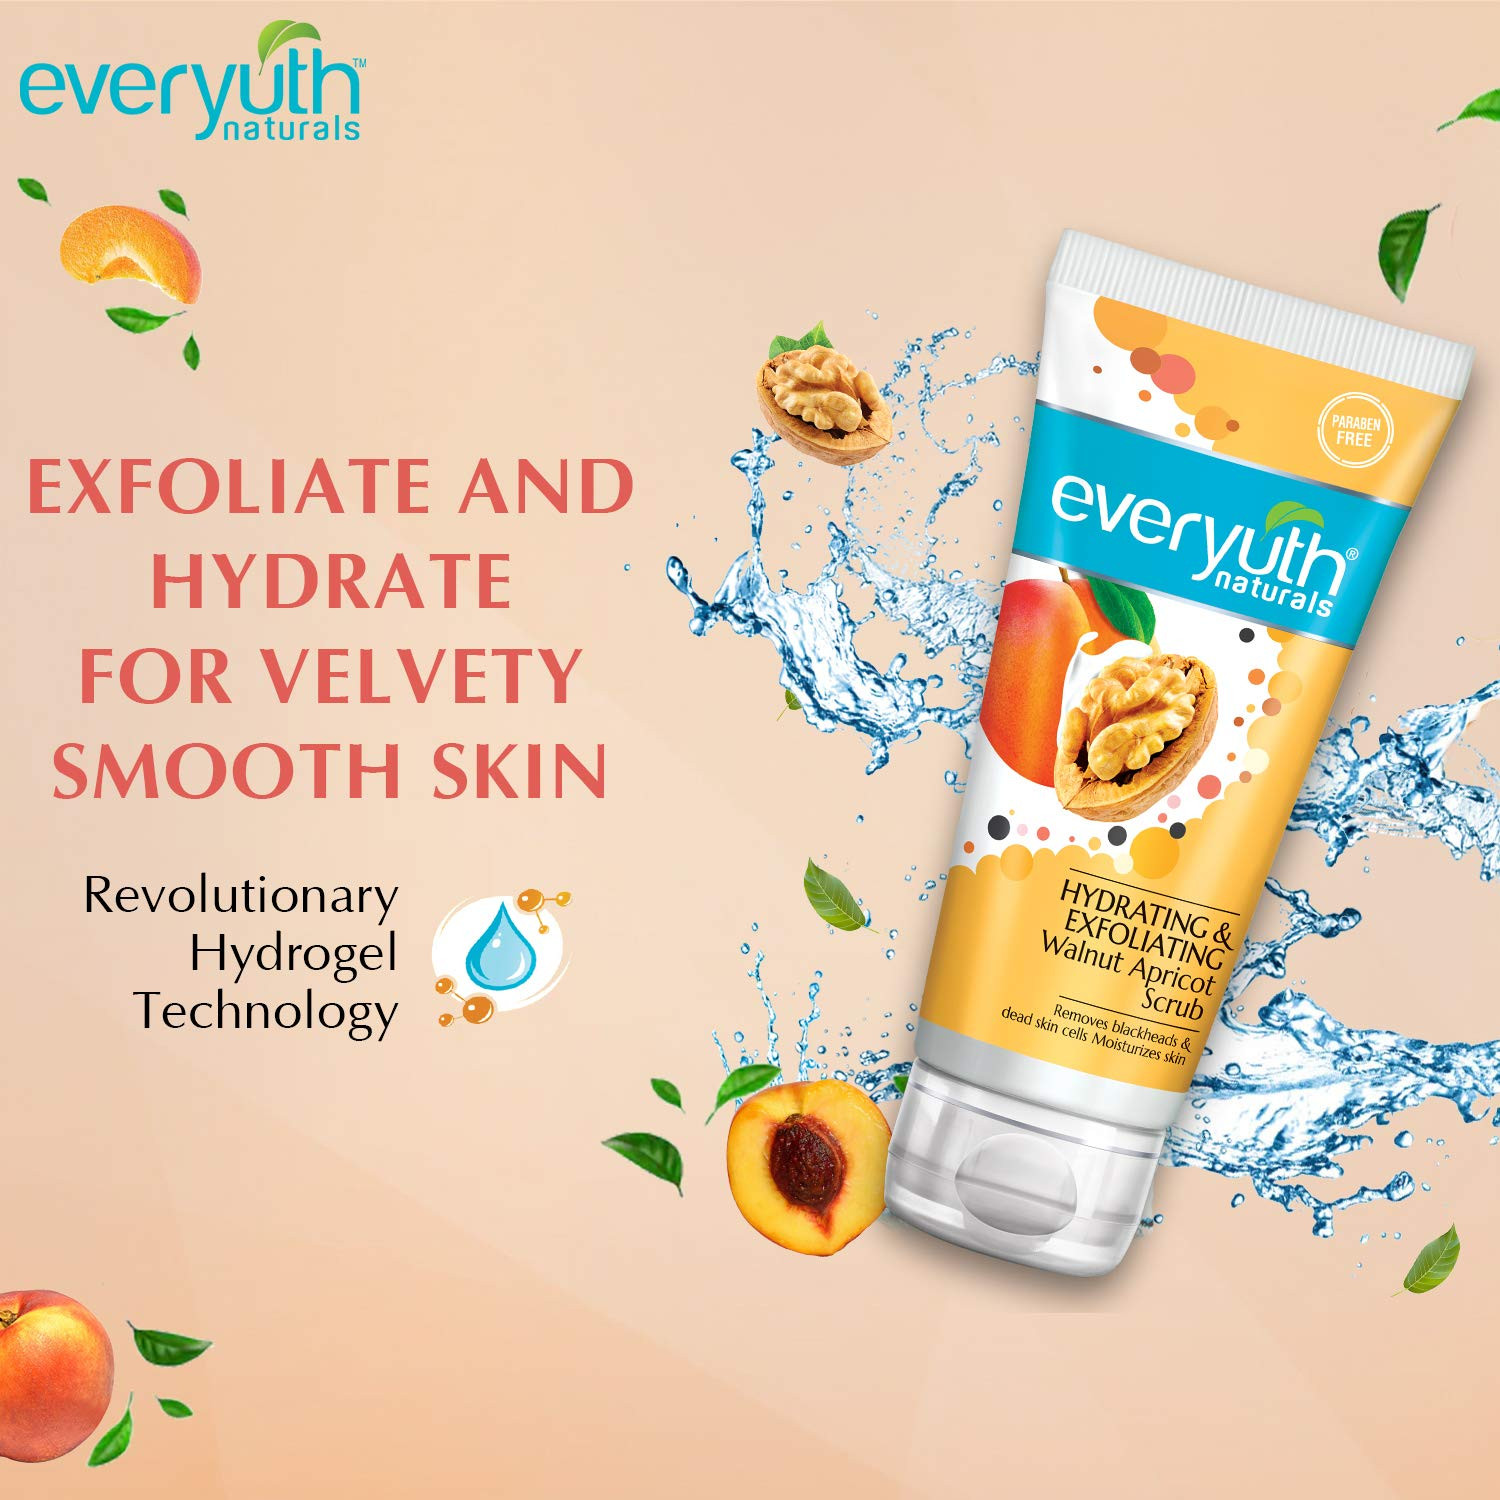 everyuth™
naturals
EXFOLIATE AND
HYDRATE
FOR VELVETY
SMOOTH SKIN
Revolutionary
Hydrogel
Technology
PARABEN
FREE
everyuth®
naturals
HYDRATING &
EXFOLIATING
Walnut Apricot
Scrub
Removes blackheads &
dead skin cells Moisturizes skin